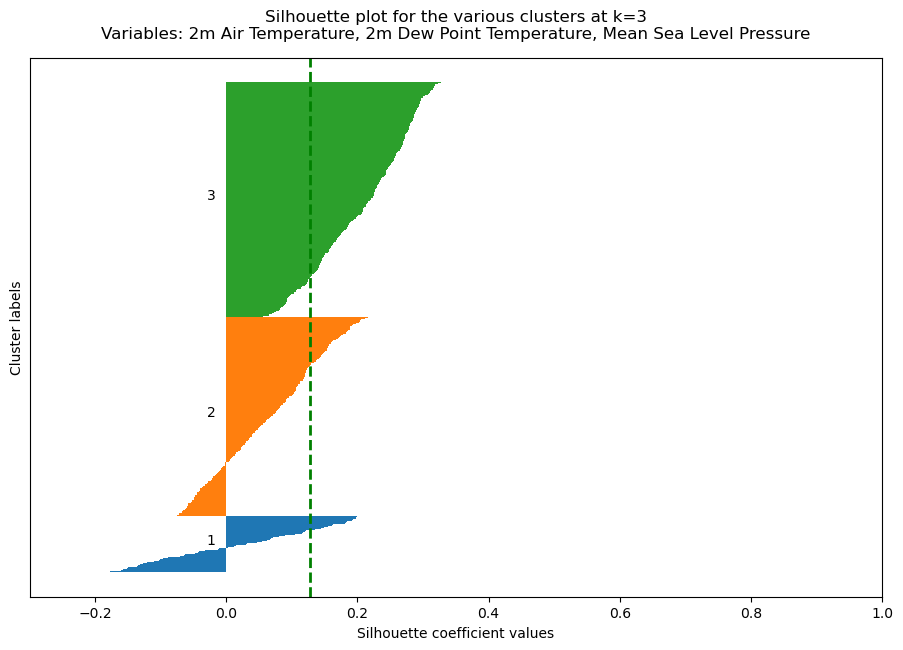 Silhouette plot for the various clusters at k=3
Variables: 2m Air Temperature, 2m Dew Point Temperature, Mean Sea Level Pressure
3
2
1
Cluster labels
−0.2
0.0
0.2
0.4
0.6
0.8
1.0
Silhouette coefficient values